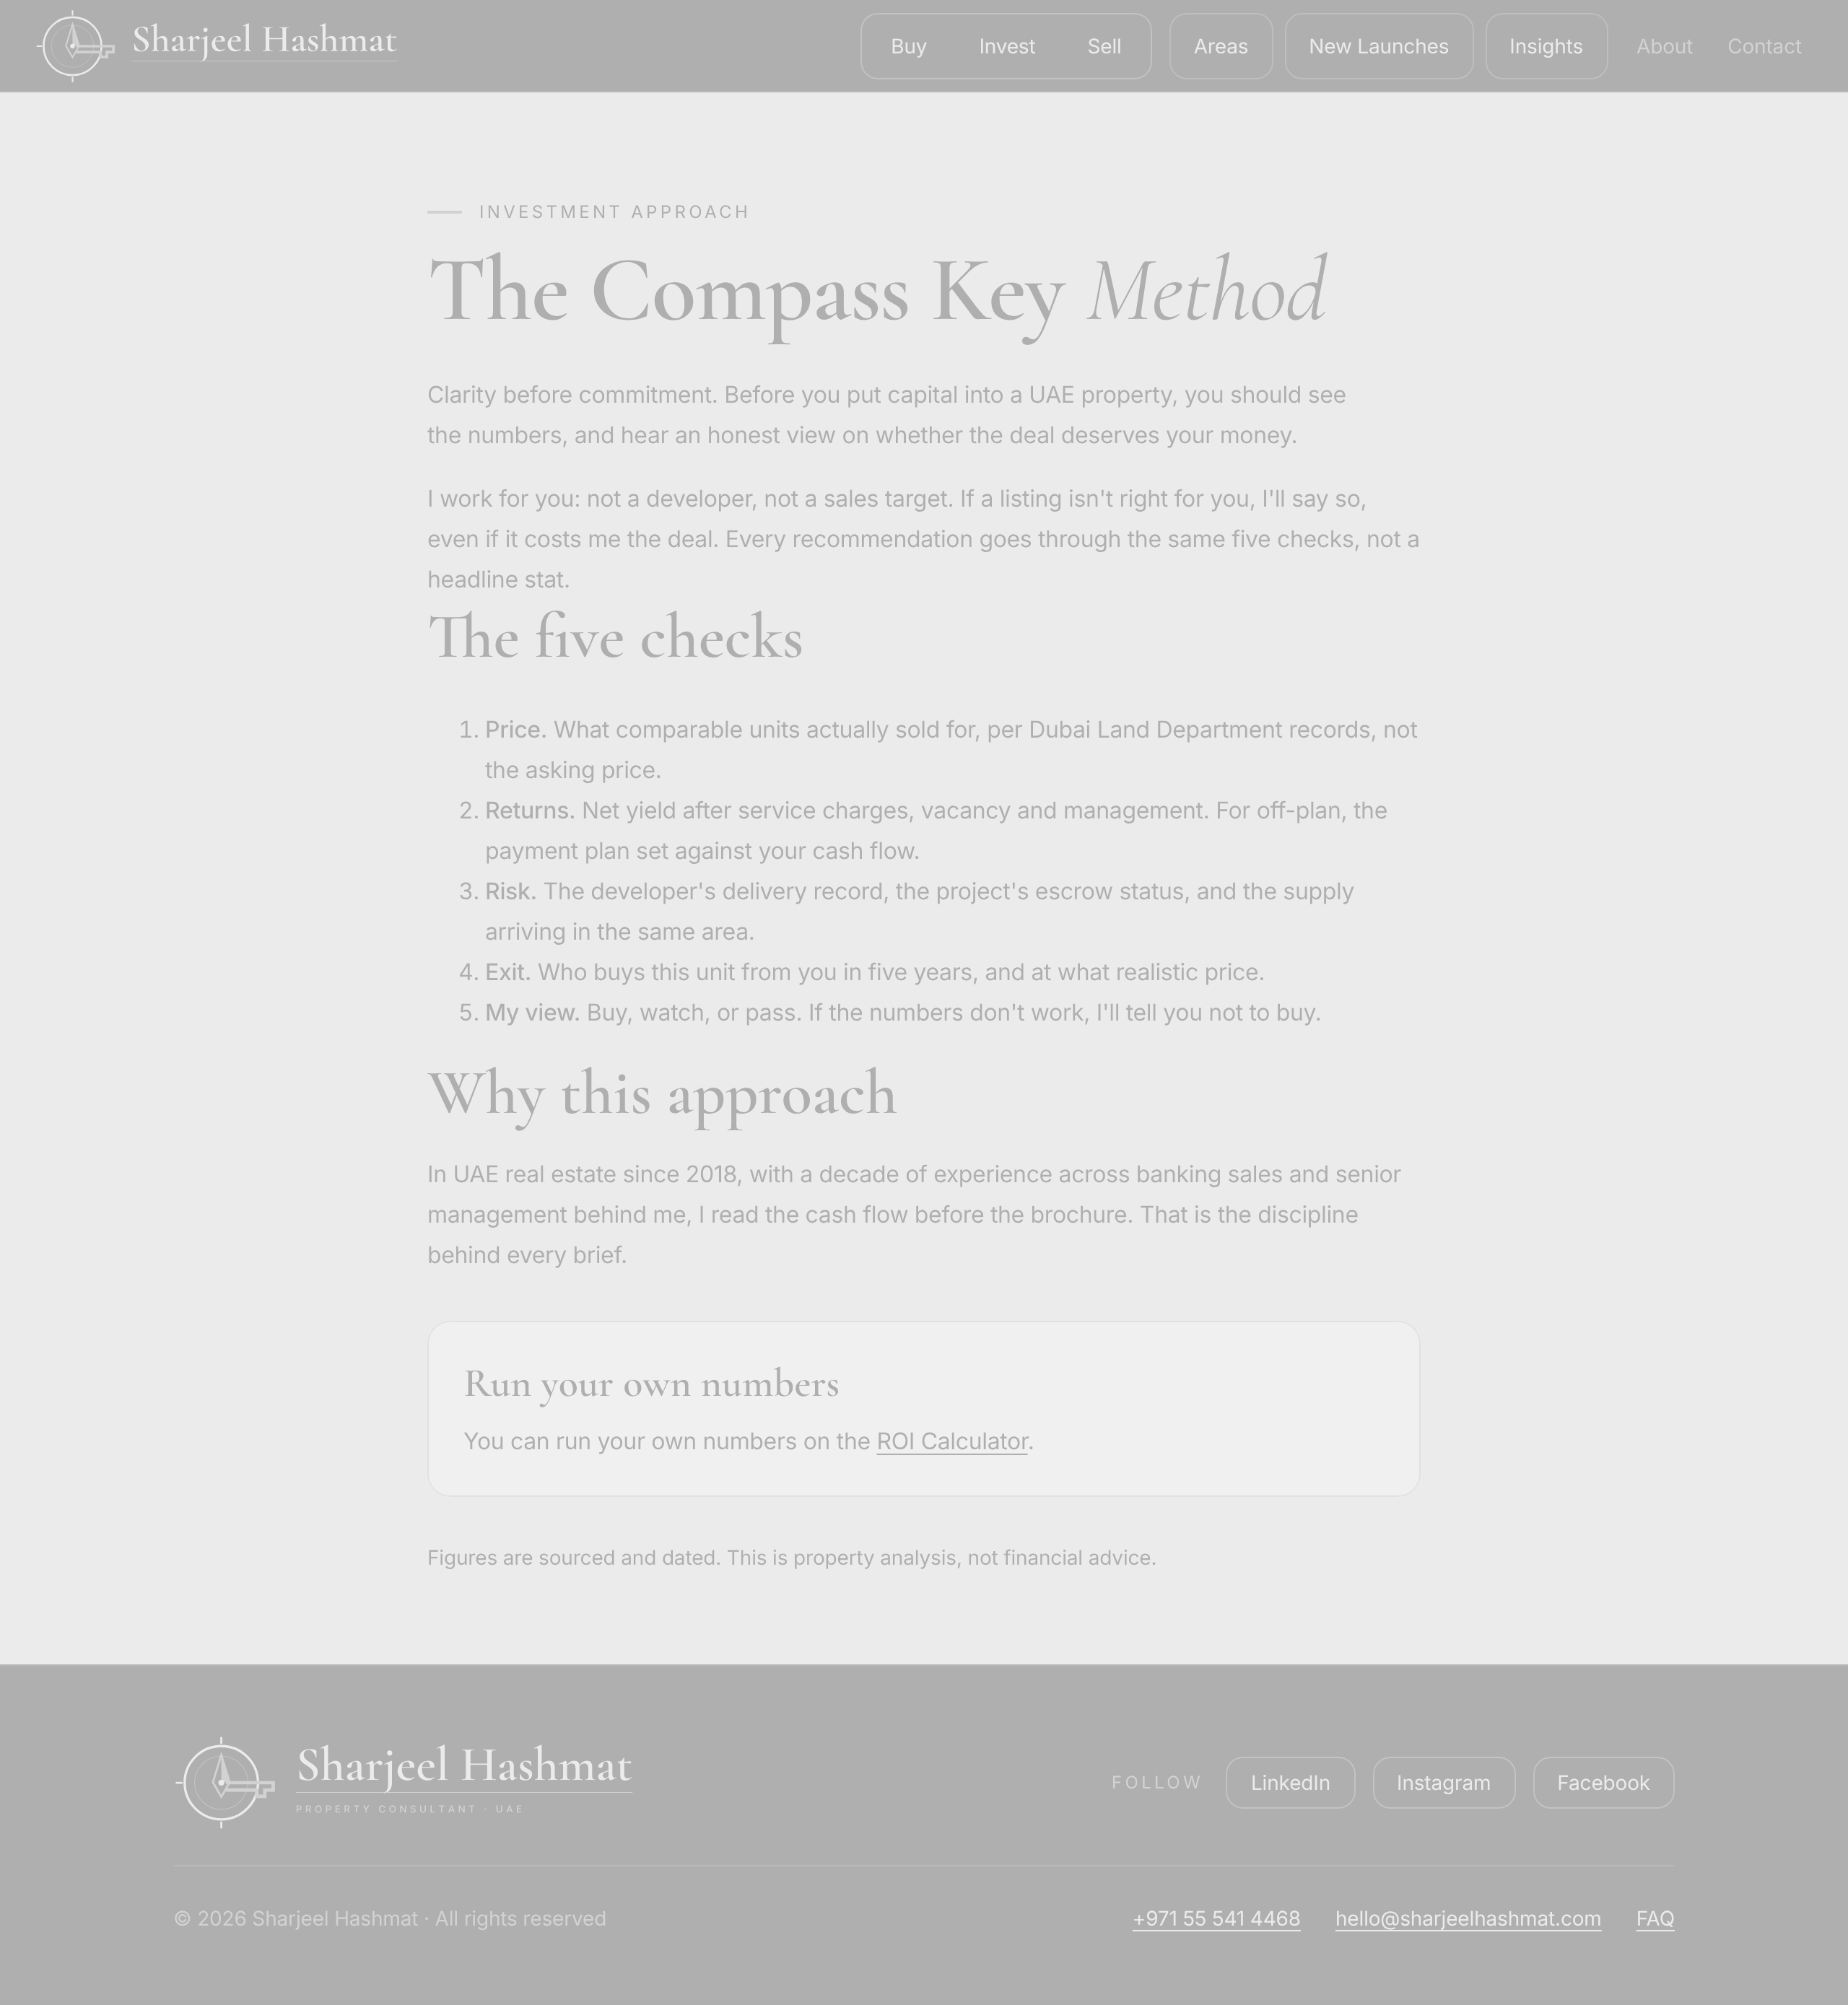 Sharjeel Hashmat
Buy Invest Sell Areas New Launches Insights About Contact
INVESTMENT APPROACH
The Compass Key Method
Clarity before commitment. Before you put capital into a UAE property, you should see
the numbers, and hear an honest view on whether the deal deserves your money.
I work for you: not a developer, not a sales target. If a listing isn't right for you, I'll say so,
even if it costs me the deal. Every recommendation goes through the same five checks, not a
headline stat.
The five checks
1. Price. What comparable units actually sold for, per Dubai Land Department records, not
the asking price.
2. Returns. Net yield after service charges, vacancy and management. For off-plan, the
payment plan set against your cash flow.
3. Risk. The developer's delivery record, the project's escrow status, and the supply
arriving in the same area.
4. Exit. Who buys this unit from you in five years, and at what realistic price.
5. My view. Buy, watch, or pass. If the numbers don't work, I'll tell you not to buy.
Why this approach
In UAE real estate since 2018, with a decade of experience across banking sales and senior
management behind me, I read the cash flow before the brochure. That is the discipline
behind every brief.
Run your own numbers
You can run your own numbers on the ROI Calculator.
Figures are sourced and dated. This is property analysis, not financial advice.
Sharjeel Hashmat
PROPERTY CONSULTANT · UAE
FOLLOW LinkedIn Instagram Facebook
© 2026 Sharjeel Hashmat · All rights reserved
+971 55 541 4468 hello@sharjeelhashmat.com FAQ